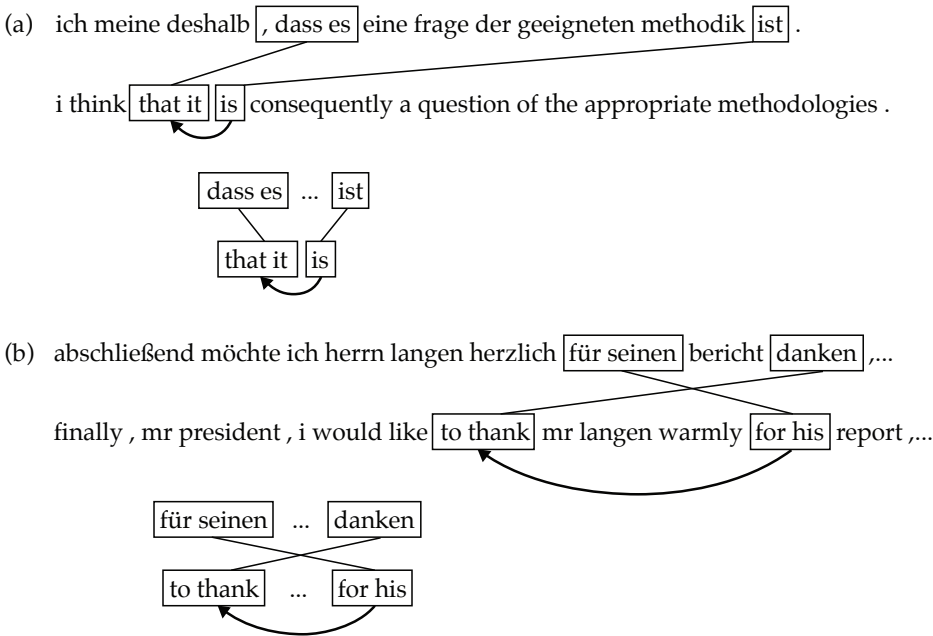 (a) ich meine deshalb , dass es eine frage der geeigneten methodik ist .
i think that it is consequently a question of the appropriate methodologies .
dass es ... ist
that it is
(b) abschließend möchte ich herrn langen herzlich für seinen bericht danken ,...
finally , mr president , i would like to thank mr langen warmly for his report ,...
für seinen ... danken
to thank ... for his